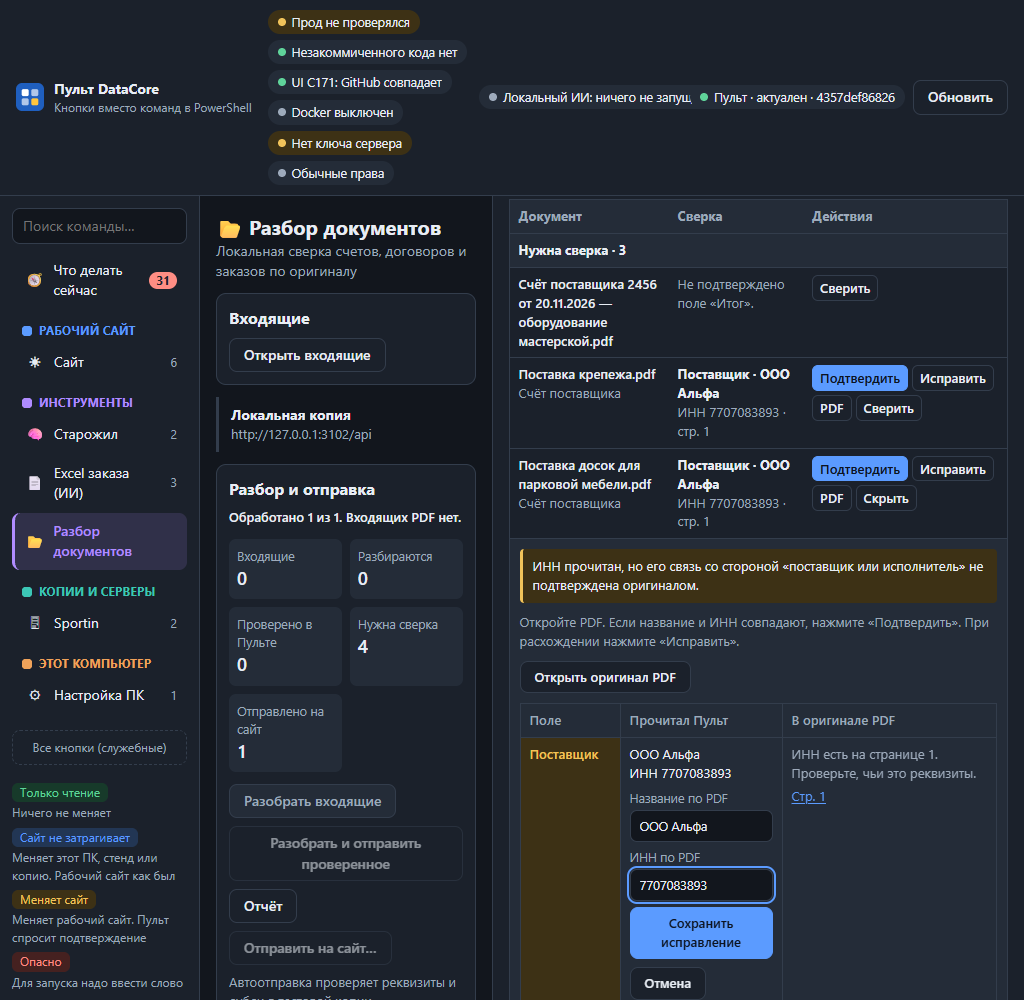 Пульт DataCore
Кнопки вместо команд в PowerShell
Прод не проверялся
Незакоммиченного кода нет
UI C171: GitHub совпадает
Docker выключен
Нет ключа сервера
Обычные права
Локальный ИИ: ничего не запущ
Пульт · актуален · 4357def86826
Обновить
Поиск команды...
Что делать
сейчас
31
РАБОЧИЙ САЙТ
Сайт 6
ИНСТРУМЕНТЫ
Старожил 2
Excel заказа
(ИИ)
3
Разбор
документов
КОПИИ И СЕРВЕРЫ
Sportin 2
ЭТОТ КОМПЬЮТЕР
Настройка ПК 1
Все кнопки (служебные)
Только чтение
Ничего не меняет
Сайт не затрагивает
Меняет этот ПК, стенд или
копию. Рабочий сайт как был
Меняет сайт
Меняет рабочий сайт. Пульт
спросит подтверждение
Опасно
Для запуска надо ввести слово
Разбор документов
Локальная сверка счетов, договоров и
заказов по оригиналу
Входящие
Открыть входящие
Локальная копия
http://127.0.0.1:3102/api
Разбор и отправка
Обработано 1 из 1. Входящих PDF нет.
Входящие
0
Разбираются
0
Проверено в
Пульте
0
Нужна сверка
4
Отправлено на
сайт
1
Разобрать входящие
Разобрать и отправить
проверенное
Отчёт
Отправить на сайт...
Автоотправка проверяет реквизиты и
Документ Сверка Действия
Нужна сверка · 3
Счёт поставщика 2456
от 20.11.2026 —
оборудование
мастерской.pdf
Не подтверждено
поле «Итог».
Сверить
Поставка крепежа.pdf
Счёт поставщика
Поставщик · ООО
Альфа
ИНН 7707083893 ·
стр. 1
Подтвердить Исправить
PDF Сверить
Поставка досок для
парковой мебели.pdf
Счёт поставщика
Поставщик · ООО
Альфа
ИНН 7707083893 ·
стр. 1
Подтвердить Исправить
PDF Скрыть
ИНН прочитан, но его связь со стороной «поставщик или исполнитель» не
подтверждена оригиналом.
Откройте PDF. Если название и ИНН совпадают, нажмите «Подтвердить». При
расхождении нажмите «Исправить».
Открыть оригинал PDF
Поле Прочитал Пульт В оригинале PDF
Поставщик
ООО Альфа
ИНН 7707083893
Название по PDF
ООО Альфа
ИНН по PDF
7707083893
Сохранить
исправление
Отмена
ИНН есть на странице 1.
Проверьте, чьи это реквизиты.
Стр. 1